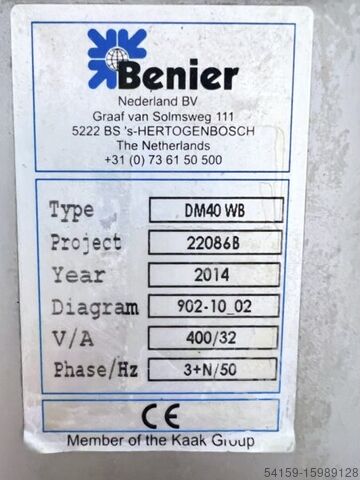 Benier
Nederland BV
Graaf van Solmsweg 111
5222 BS 's-HERTOGENBOSCH
The Netherlands
+31 (0) 73 61 50 500
Type DM40 WB
Project 22086B
Year 2014
Diagram 902-10_02
V/A 400/32
Phase/Hz 3+N/50
CE
Member of the Kaak Group
54159-15989128